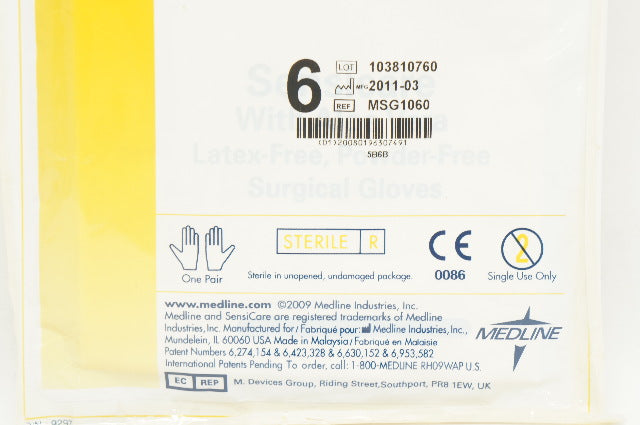 6
LOT 103810760
MFG 2011-03
REF MSG1060
(01)20080196307491
5B6B
Latex-Free, Powder-Free
Surgical Gloves
One Pair
STERILE R
Sterile in unopened, undamaged package.
CE
0086
2
Single Use Only
www.medline.com ©2009 Medline Industries, Inc.
Medline and SensiCare are registered trademarks of Medline
Industries, Inc. Manufactured for/Fabriqué pour: Medline Industries, Inc.,
Mundelein, IL 60060 USA Made in Malaysia/Fabriqué en Malaisie
Patent Numbers 6,274,154 & 6,423,328 & 6,630,152 & 6,953,582
International Patents Pending To order, call: 1-800-MEDLINE RH09WAP U.S.
MEDLINE
EC REP M. Devices Group, Riding Street, Southport, PR8 1EW, UK